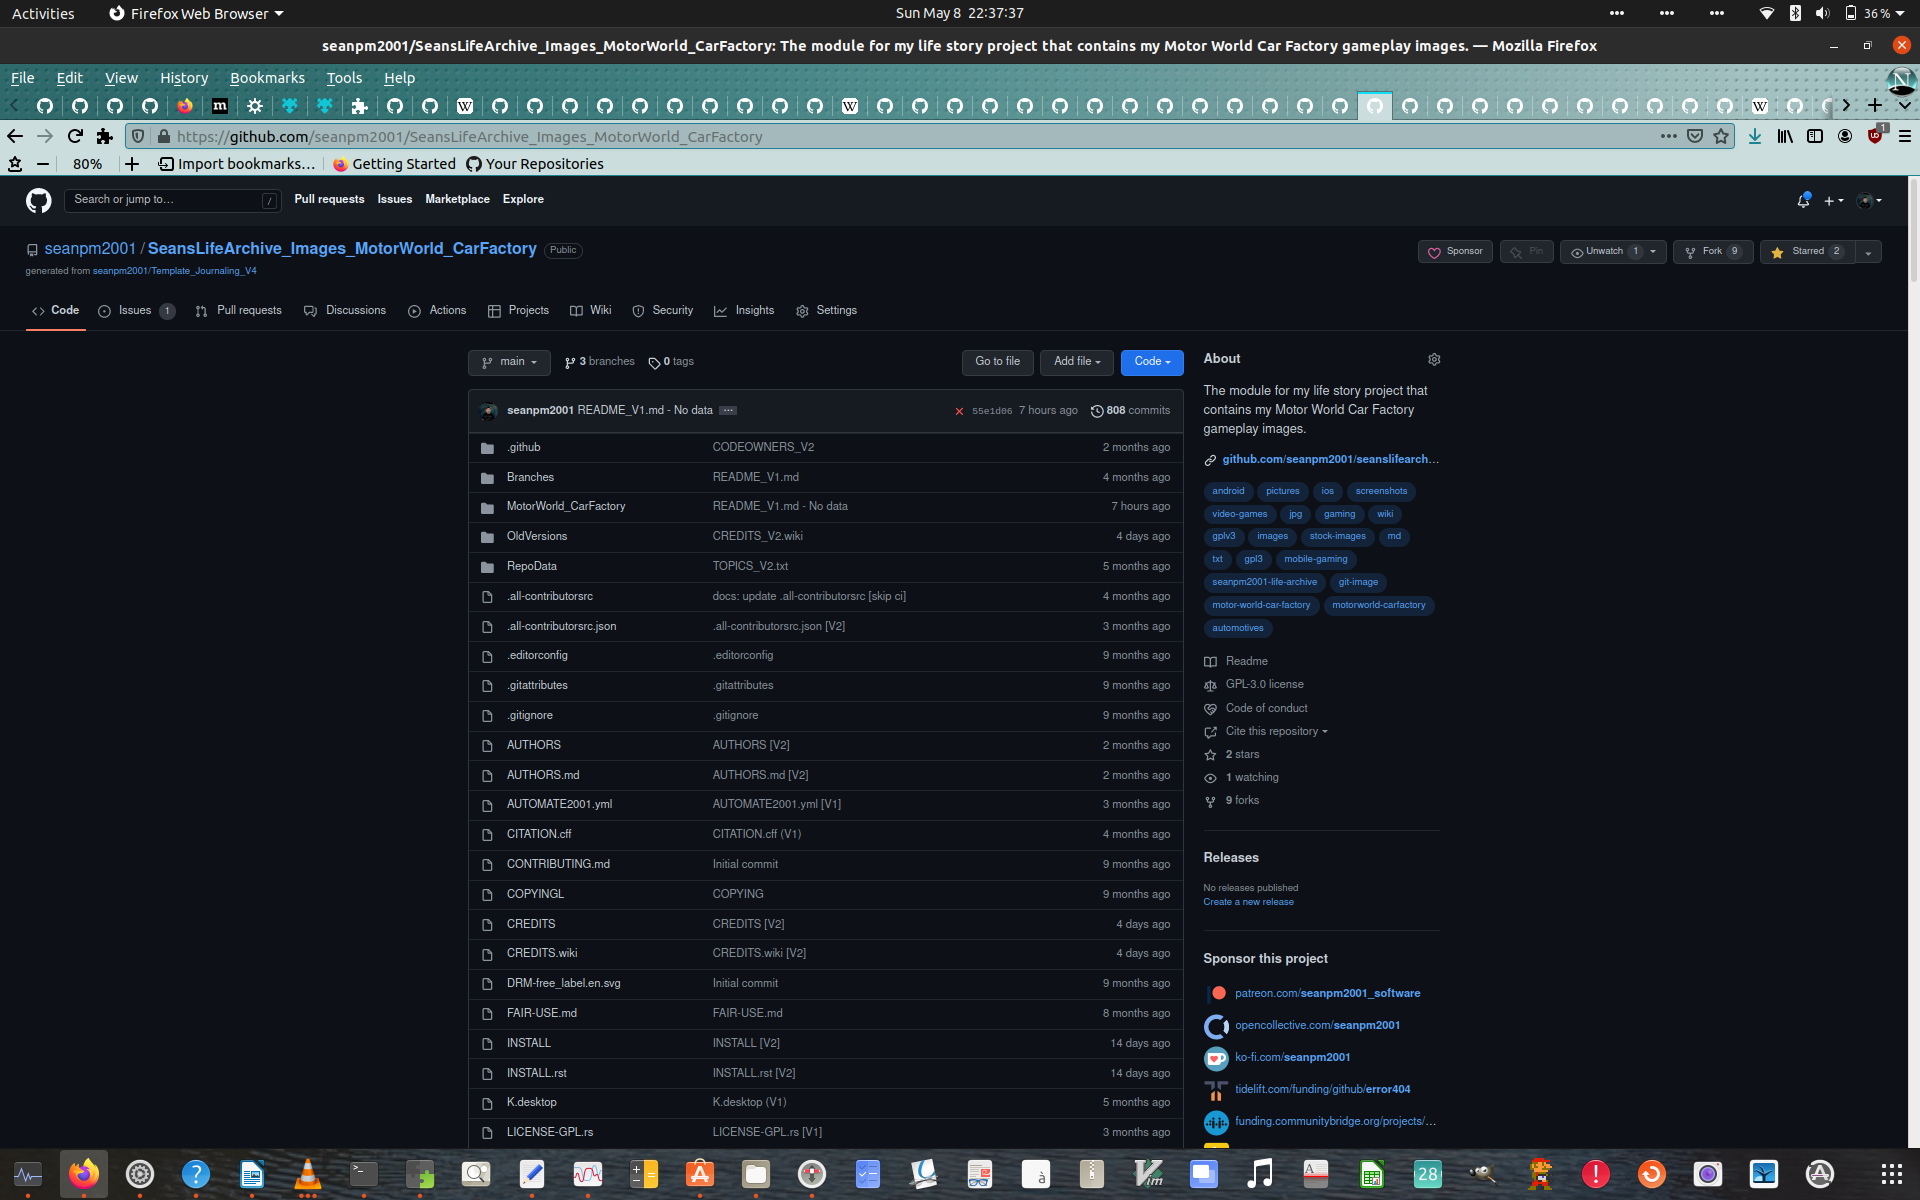 Activities Firefox Web Browser Sun May 8 22:37:37 36 %
seanpm2001/SeansLifeArchive_Images_MotorWorld_CarFactory: The module for my life story project that contains my Motor World Car Factory gameplay images. — Mozilla Firefox
File Edit View History Bookmarks Tools Help
https://github.com/seanpm2001/SeansLifeArchive_Images_MotorWorld_CarFactory 1
80% Import bookmarks... Getting Started Your Repositories
Search or jump to... / Pull requests Issues Marketplace Explore
seanpm2001 / SeansLifeArchive_Images_MotorWorld_CarFactory Public Sponsor Pin Unwatch 1 Fork 9 Starred 2
generated from seanpm2001/Template_Journaling_V4
Code Issues 1 Pull requests Discussions Actions Projects Wiki Security Insights Settings
main 3 branches 0 tags Go to file Add file Code
seanpm2001 README_V1.md - No data ... 55e1d06 7 hours ago 808 commits
.github CODEOWNERS_V2 2 months ago
Branches README_V1.md 4 months ago
MotorWorld_CarFactory README_V1.md - No data 7 hours ago
OldVersions CREDITS_V2.wiki 4 days ago
RepoData TOPICS_V2.txt 5 months ago
.all-contributorsrc docs: update .all-contributorsrc [skip ci] 4 months ago
.all-contributorsrc.json .all-contributorsrc.json [V2] 3 months ago
.editorconfig .editorconfig 9 months ago
.gitattributes .gitattributes 9 months ago
.gitignore .gitignore 9 months ago
AUTHORS AUTHORS [V2] 2 months ago
AUTHORS.md AUTHORS.md [V2] 2 months ago
AUTOMATE2001.yml AUTOMATE2001.yml [V1] 3 months ago
CITATION.cff CITATION.cff (V1) 4 months ago
CONTRIBUTING.md Initial commit 9 months ago
COPYINGL COPYING 9 months ago
CREDITS CREDITS [V2] 4 days ago
CREDITS.wiki CREDITS.wiki [V2] 4 days ago
DRM-free_label.en.svg Initial commit 9 months ago
FAIR-USE.md FAIR-USE.md 8 months ago
INSTALL INSTALL [V2] 14 days ago
INSTALL.rst INSTALL.rst [V2] 14 days ago
K.desktop K.desktop (V1) 5 months ago
LICENSE-GPL.rs LICENSE-GPL.rs [V1] 3 months ago
About
The module for my life story project that
contains my Motor World Car Factory
gameplay images.
github.com/seanpm2001/seanslifearch...
android pictures ios screenshots
video-games jpg gaming wiki
gplv3 images stock-images md
txt gpl3 mobile-gaming
seanpm2001-life-archive git-image
motor-world-car-factory motorworld-carfactory
automotives
Readme
GPL-3.0 license
Code of conduct
Cite this repository
2 stars
1 watching
9 forks
Releases
No releases published
Create a new release
Sponsor this project
patreon.com/seanpm2001_software
opencollective.com/seanpm2001
ko-fi.com/seanpm2001
tidelift.com/funding/github/error404
funding.communitybridge.org/projects/...
28